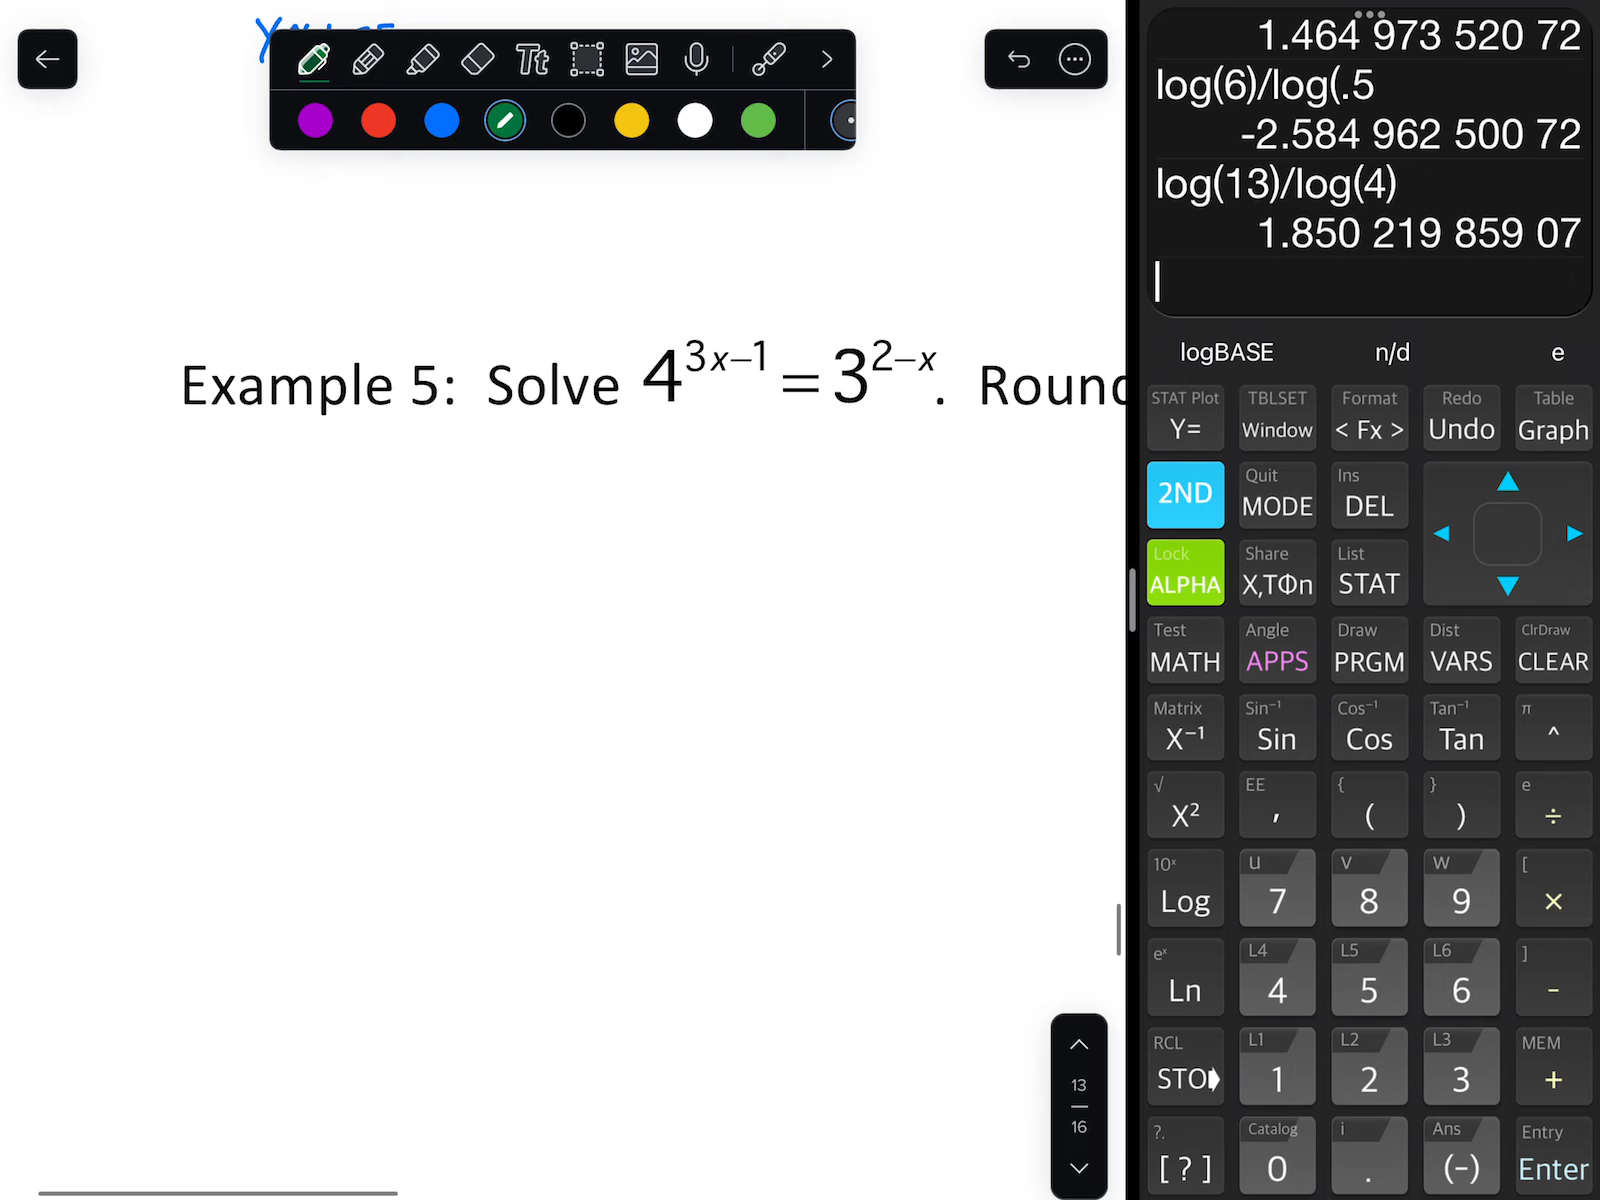 Tt
Example 5: Solve 4^{3x−1} = 3^{2−x}. Round
13
16
1.464 973 520 72
log(6)/log(.5
-2.584 962 500 72
log(13)/log(4)
1.850 219 859 07
logBASE n/d e
STAT Plot TBLSET Format Redo Table
Y= Window < Fx > Undo Graph
2ND Quit Ins
MODE DEL
Lock Share List
ALPHA X,TΦn STAT
Test Angle Draw Dist ClrDraw
MATH APPS PRGM VARS CLEAR
Matrix Sin⁻¹ Cos⁻¹ Tan⁻¹ π
X⁻¹ Sin Cos Tan ^
√ EE { } e
X² , ( ) ÷
10ˣ u v w [
Log 7 8 9 ×
eˣ L4 L5 L6 ]
Ln 4 5 6 -
RCL L1 L2 L3 MEM
STO 1 2 3 +
?. Catalog i Ans Entry
[ ? ] 0 . (-) Enter